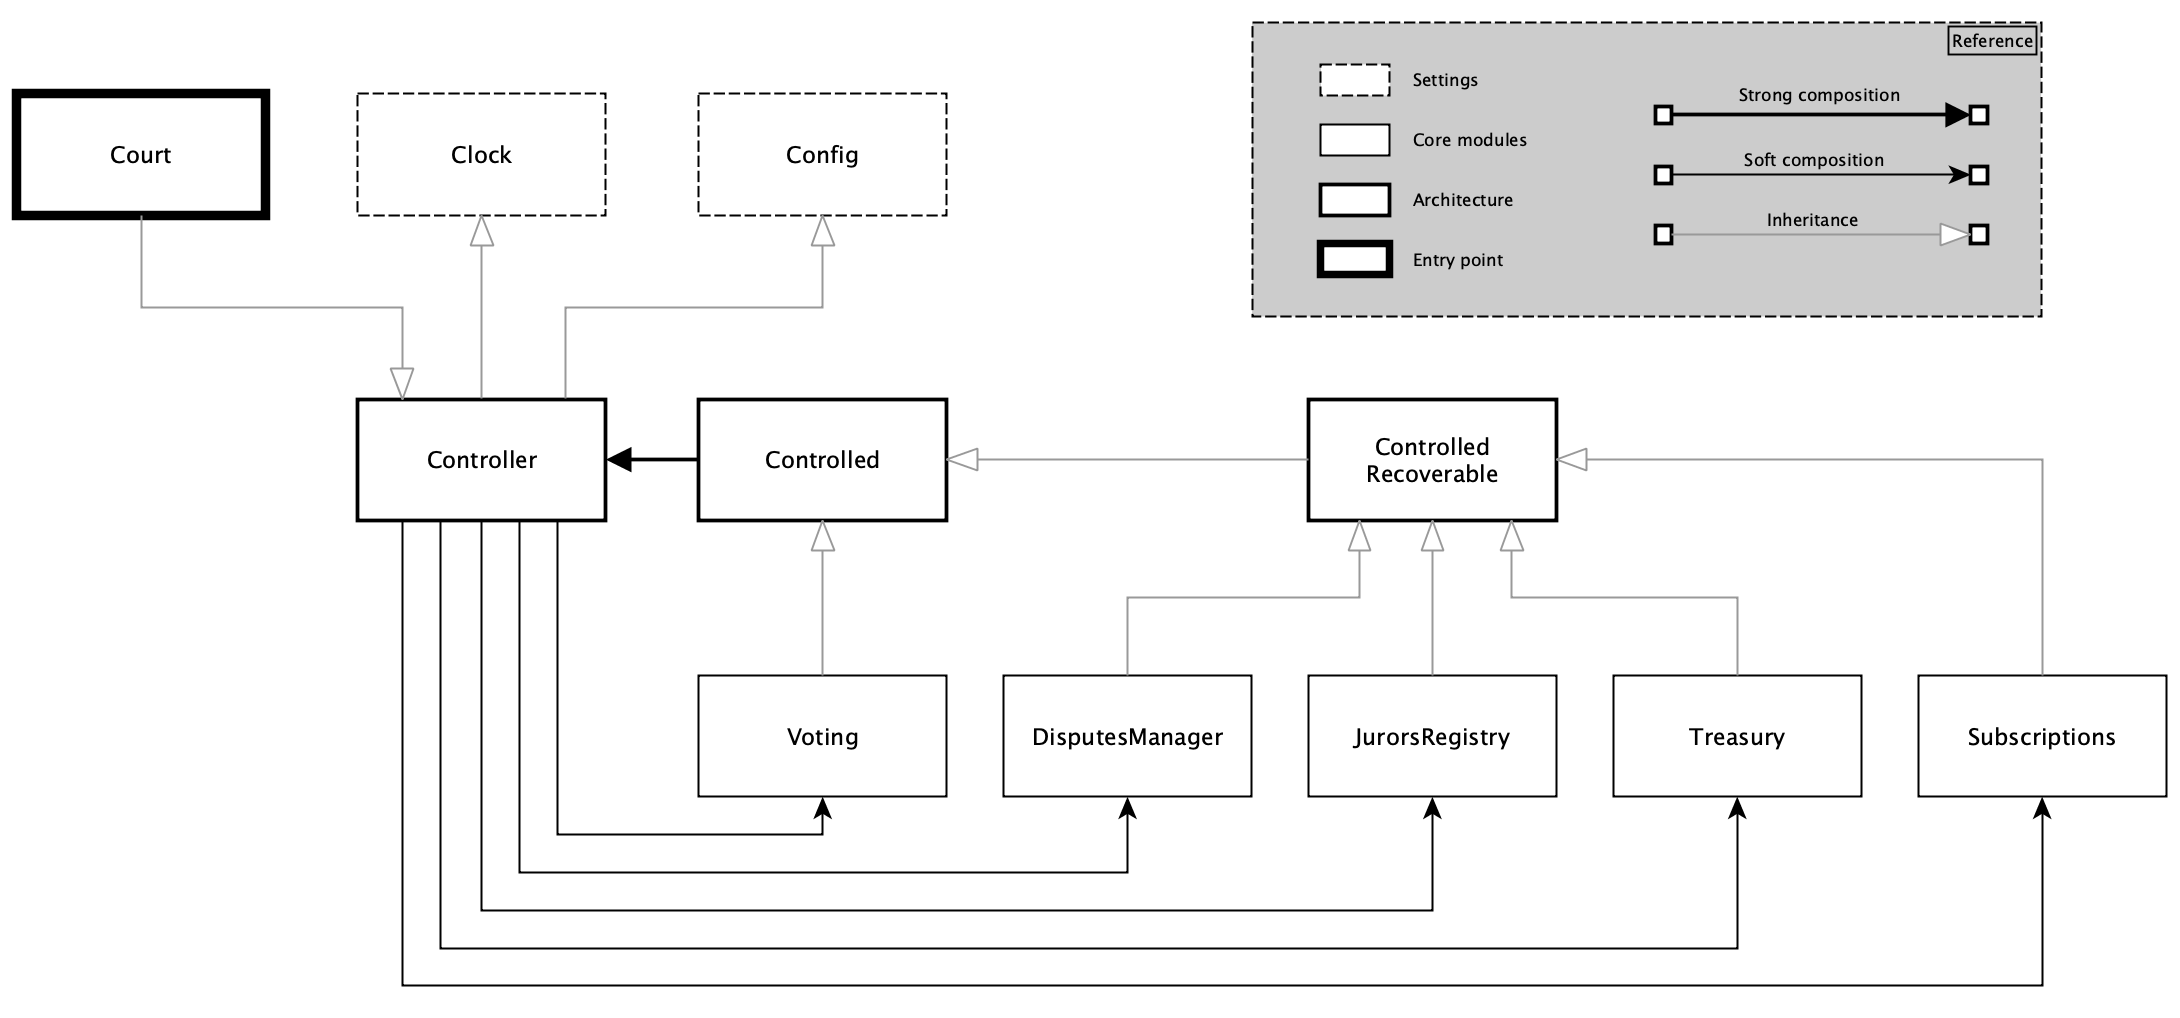 Reference
Settings
Strong composition
Core modules
Soft composition
Architecture
Inheritance
Entry point
Court
Clock
Config
Controller
Controlled
Controlled
Recoverable
Voting
DisputesManager
JurorsRegistry
Treasury
Subscriptions